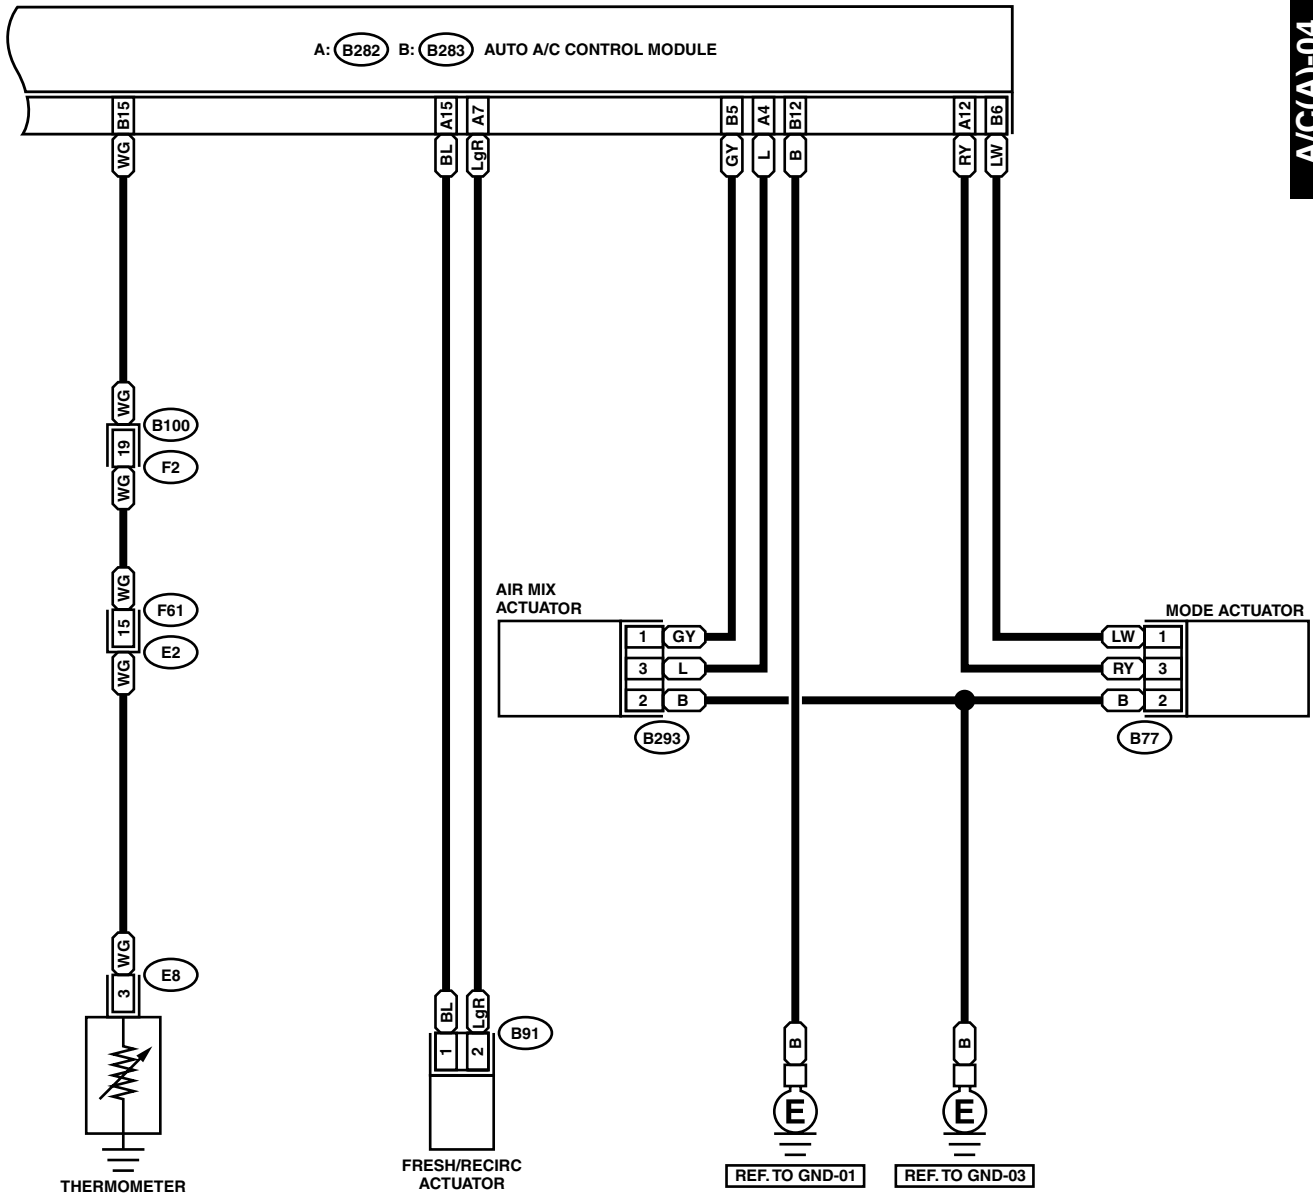 A/C(A)-04
A: B282 B: B283 AUTO A/C CONTROL MODULE
B15 A15 A7 B5 A4 B12 A12 B6
WG BL LgR GY L B RY LW
WG
B100
19
F2
WG
WG
F61
15
E2
WG
AIR MIX
ACTUATOR
1 GY
3 L
2 B
B293
MODE ACTUATOR
LW 1
RY 3
B 2
B77
WG
E8
3
BL LgR
B91
1 2
B B
E E
THERMOMETER
FRESH/RECIRC
ACTUATOR
REF. TO GND-01 REF. TO GND-03